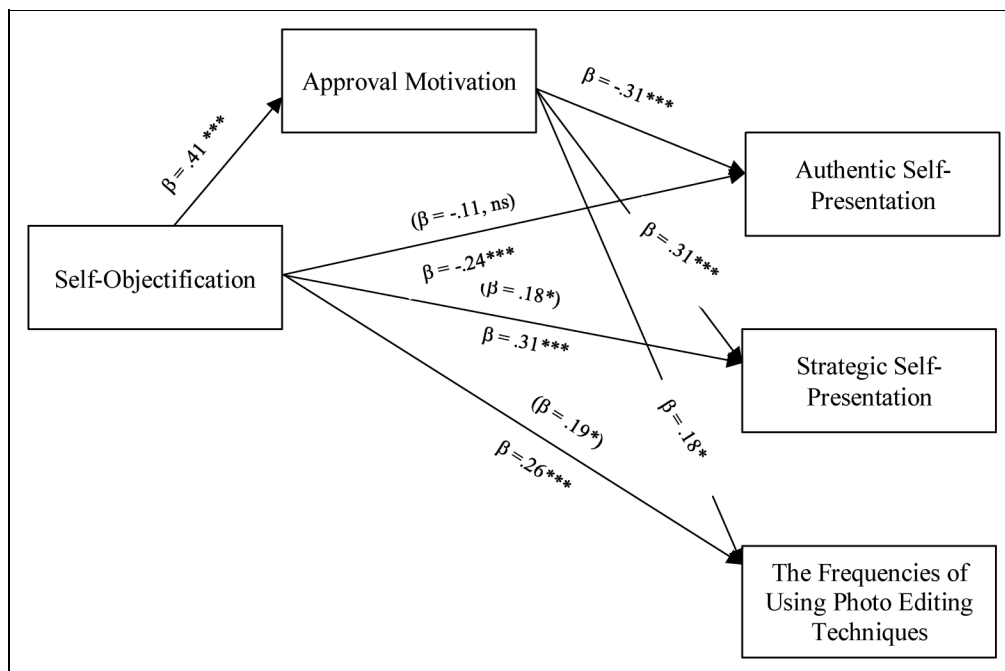 Approval Motivation
β = -.31***
β = .41 ***
Authentic Self-
Presentation
(β = -.11, ns)
β = .31***
Self-Objectification
β = -.24***
(β = .18*)
β = .31***
Strategic Self-
Presentation
(β = .19*)
β = .18*
β =.26***
The Frequencies of
Using Photo Editing
Techniques